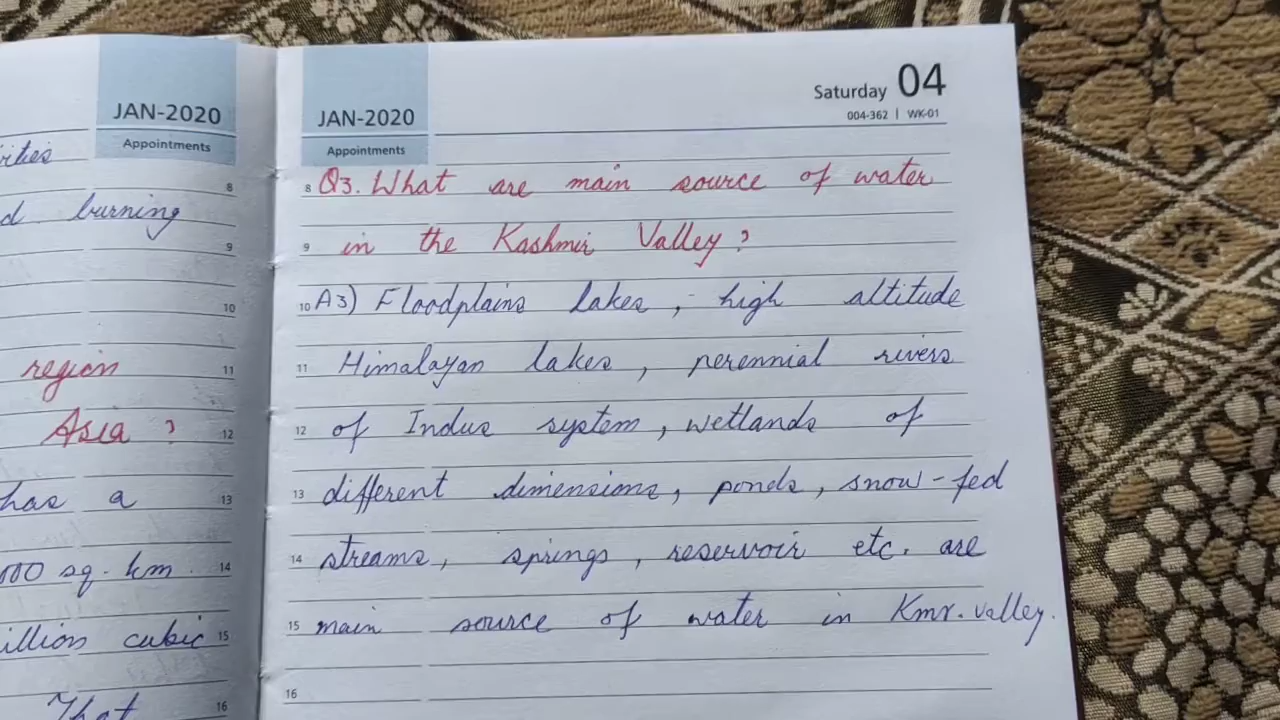 JAN-2020
Appointments
8
d burning
9
10
region 11
Asia ? 12
has a 13
sq. km 14
cubic 15
That 16
JAN-2020
Saturday 04
004-362 | WK-01
Appointments
8 Q3. What are main source of water
9 in the Kashmir Valley ?
10 A3) Floodplains lakes, high altitude
11 Himalayan lakes, perennial rivers
12 of Indus system, wetlands of
13 different dimensions, ponds, snow-fed
14 streams, springs, reservoir etc. are
15 main source of water in Kmr. valley.
16